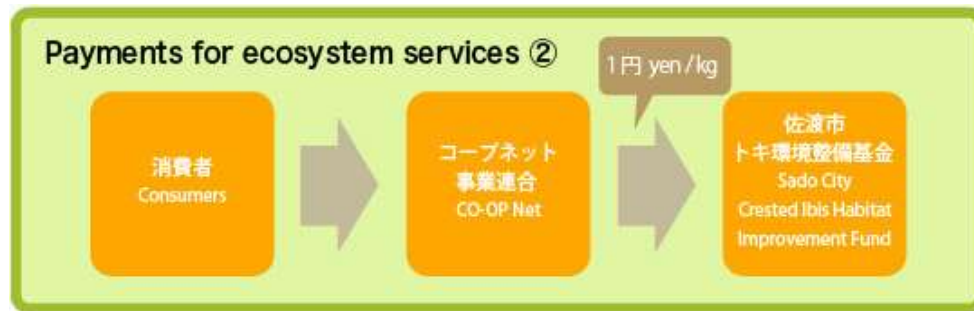 Payments for ecosystem services ②
1円 yen/kg
消費者
Consumers
コープネット
事業連合
CO-OP Net
佐渡市
トキ環境整備基金
Sado City
Crested Ibis Habitat
Improvement Fund